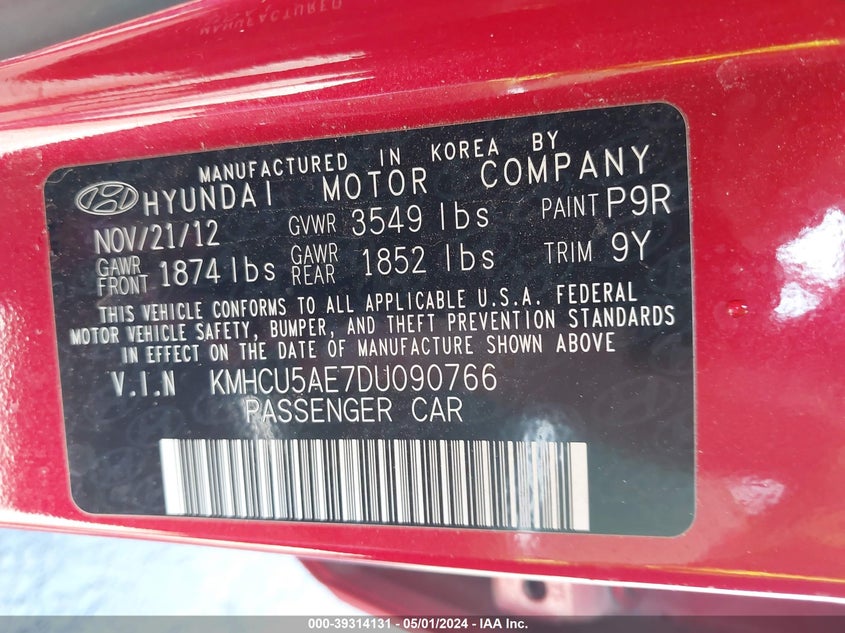 MANUFACTURED IN KOREA BY
HYUNDAI MOTOR COMPANY
NOV/21/12 GVWR 3549 lbs PAINT P9R
GAWR FRONT 1874 lbs GAWR REAR 1852 lbs TRIM 9Y
THIS VEHICLE CONFORMS TO ALL APPLICABLE U.S.A. FEDERAL
MOTOR VEHICLE SAFETY, BUMPER, AND THEFT PREVENTION STANDARDS
IN EFFECT ON THE DATE OF MANUFACTURE SHOWN ABOVE
V.I.N KMHCU5AE7DU090766
PASSENGER CAR
000-39314131 - 05/01/2024 - IAAI.com